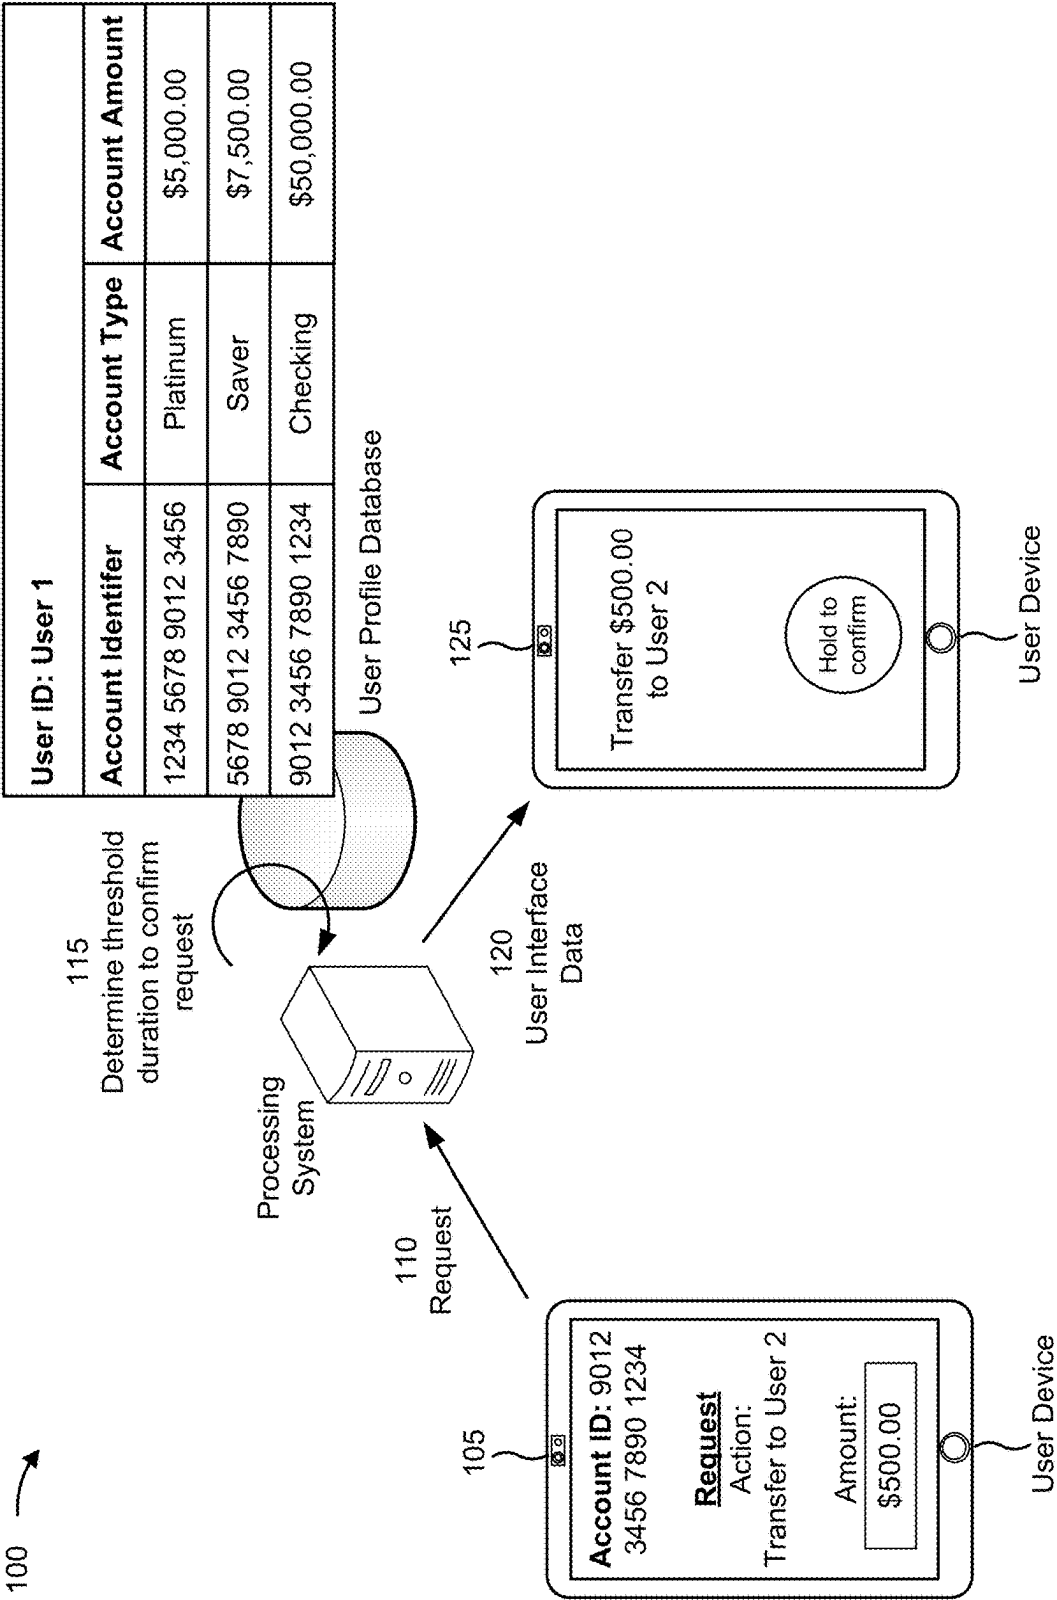 100
User ID: User 1
Account Identifer Account Type Account Amount
1234 5678 9012 3456 Platinum $5,000.00
5678 9012 3456 7890 Saver $7,500.00
9012 3456 7890 1234 Checking $50,000.00
User Profile Database
115
Determine threshold
duration to confirm
request
Processing
System
110
Request
120
User Interface
Data
105
Account ID: 9012
3456 7890 1234
Request
Action:
Transfer to User 2
Amount:
$500.00
User Device
125
Transfer $500.00
to User 2
Hold to
confirm
User Device